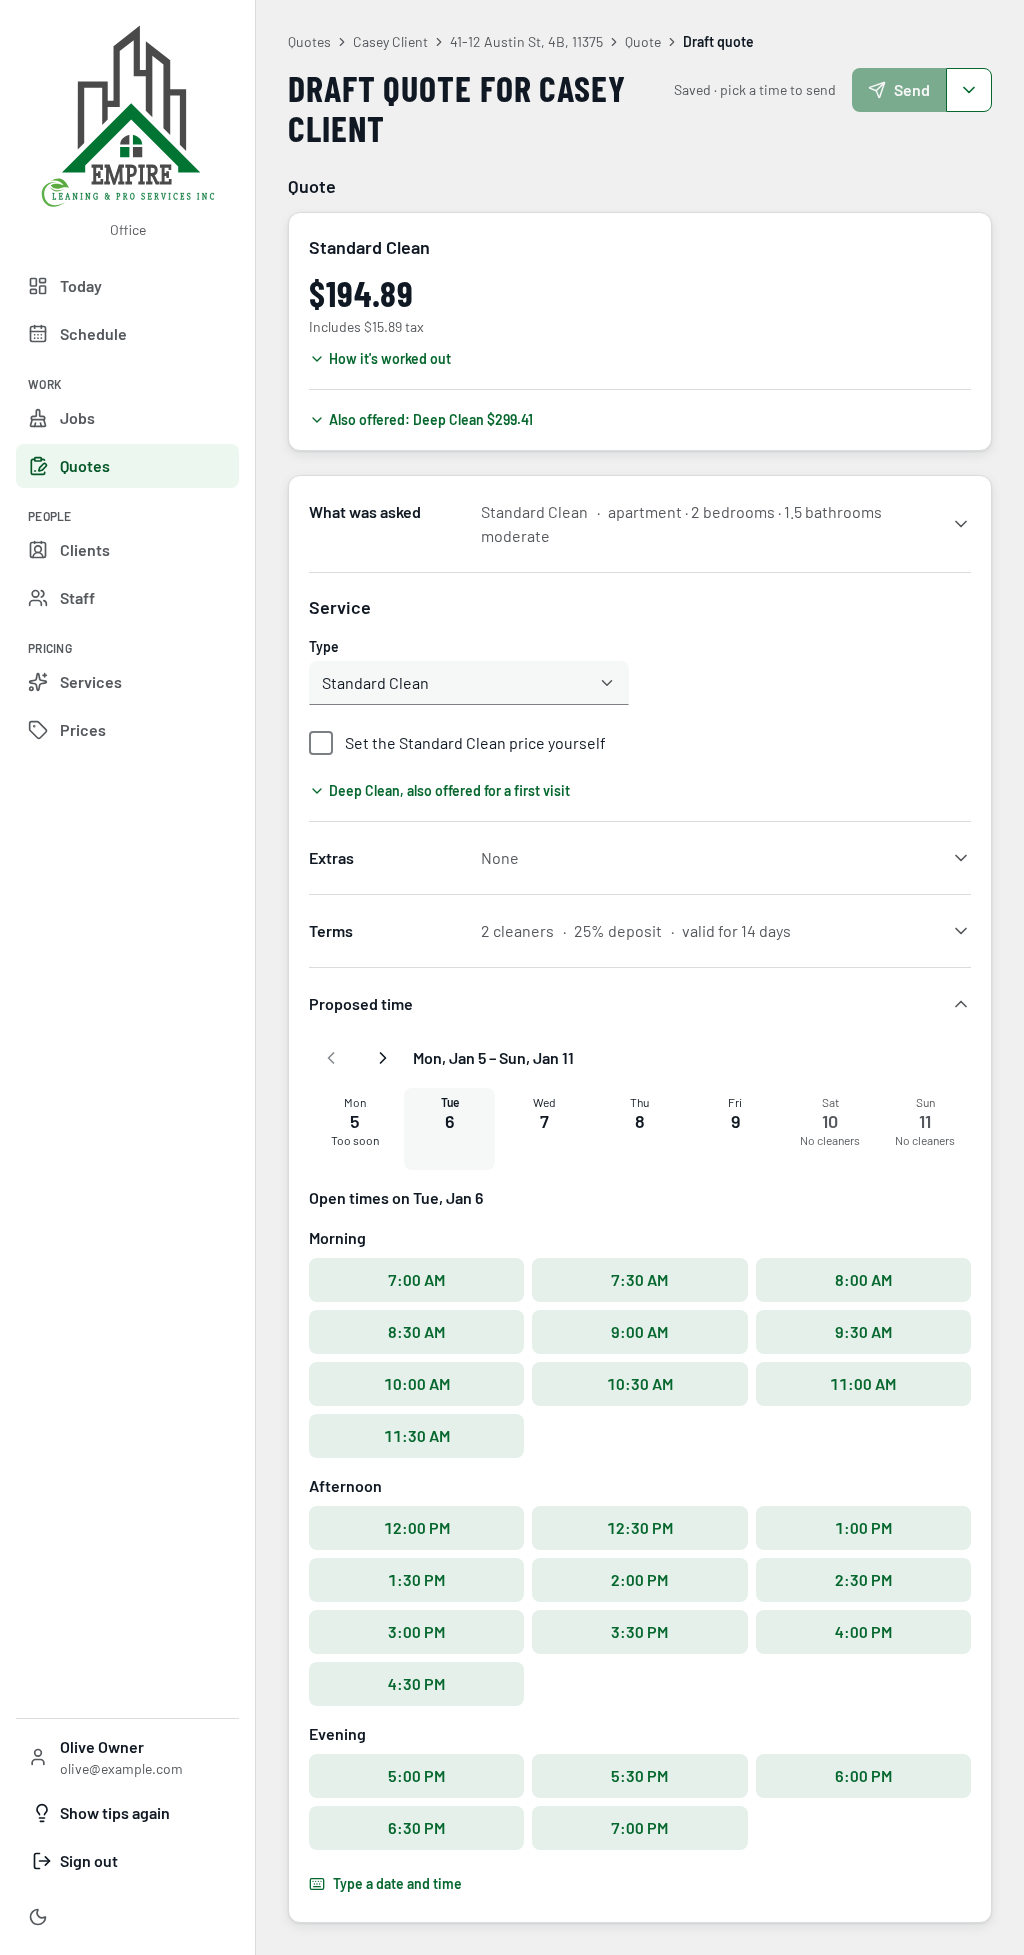 EMPIRE
LEANING & PRO SERVICES INC
Office
Today
Schedule
WORK
Jobs
Quotes
PEOPLE
Clients
Staff
PRICING
Services
Prices
Olive Owner
olive@example.com
Show tips again
Sign out
Quotes > Casey Client > 41-12 Austin St, 4B, 11375 > Quote > Draft quote
DRAFT QUOTE FOR CASEY
CLIENT
Saved · pick a time to send
Send
Quote
Standard Clean
$194.89
Includes $15.89 tax
How it's worked out
Also offered: Deep Clean $299.41
What was asked
Standard Clean · apartment · 2 bedrooms · 1.5 bathrooms
moderate
Service
Type
Standard Clean
Set the Standard Clean price yourself
Deep Clean, also offered for a first visit
Extras
None
Terms
2 cleaners · 25% deposit · valid for 14 days
Proposed time
Mon, Jan 5 – Sun, Jan 11
Mon
5
Too soon
Tue
6
Wed
7
Thu
8
Fri
9
Sat
10
No cleaners
Sun
11
No cleaners
Open times on Tue, Jan 6
Morning
7:00 AM
7:30 AM
8:00 AM
8:30 AM
9:00 AM
9:30 AM
10:00 AM
10:30 AM
11:00 AM
11:30 AM
Afternoon
12:00 PM
12:30 PM
1:00 PM
1:30 PM
2:00 PM
2:30 PM
3:00 PM
3:30 PM
4:00 PM
4:30 PM
Evening
5:00 PM
5:30 PM
6:00 PM
6:30 PM
7:00 PM
Type a date and time